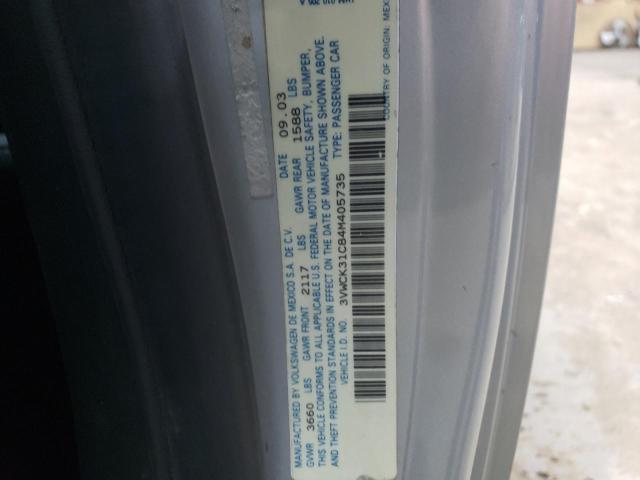 MANUFACTURED BY VOLKSWAGEN DE MEXICO S.A. DE C.V. DATE 09.03
GVWR 3660 LBS GAWR FRONT 2117 LBS GAWR REAR 1588 LBS
THIS VEHICLE CONFORMS TO ALL APPLICABLE U.S. FEDERAL MOTOR VEHICLE SAFETY, BUMPER,
AND THEFT PREVENTION STANDARDS IN EFFECT ON THE DATE OF MANUFACTURE SHOWN ABOVE.
VEHICLE I.D. NO. 3VWCK31C84M405735 TYPE: PASSENGER CAR
COUNTRY OF ORIGIN: MEX